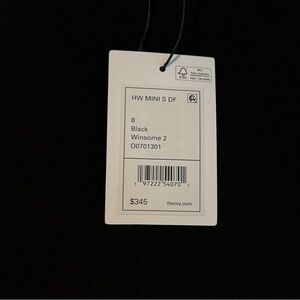 HW MINI S DF
8
Black
Winsome 2
O0701301
1 97222 54070 1
$345
theory.com